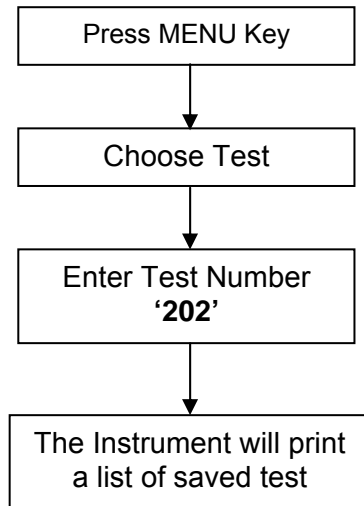 Press MENU Key
Choose Test
Enter Test Number
‘202’
The Instrument will print
a list of saved test